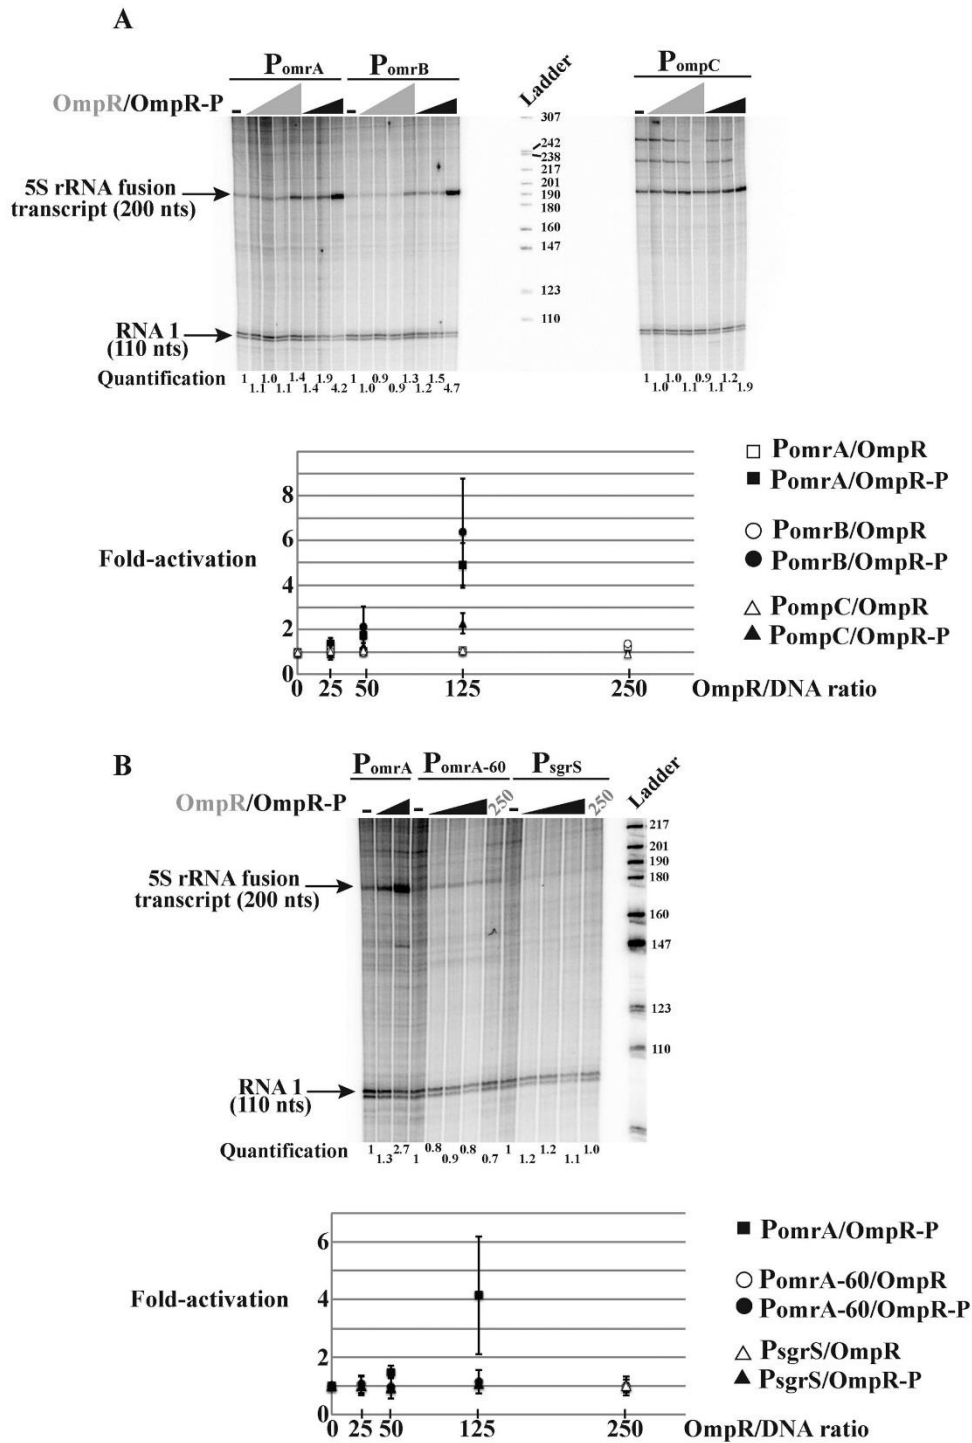 A
PomrA PomrB PompC
OmpR/OmpR-P - - Ladder -
307
242
238
217
201
190
180
160
147
123
110
5S rRNA fusion
transcript (200 nts)
RNA 1
(110 nts)
Quantification 1 1.1 1.0 1.1 1.4 1.4 1.9 4.2 1 1.0 0.9 0.9 1.3 1.2 1.5 4.7 1 1.0 1.0 1.1 0.9 1.1 1.2 1.9
Fold-activation
8
6
4
2
0
0 25 50 125 250 OmpR/DNA ratio
PomrA/OmpR
PomrA/OmpR-P
PomrB/OmpR
PomrB/OmpR-P
PompC/OmpR
PompC/OmpR-P
B
PomrA PomrA-60 PsgrS
OmpR/OmpR-P - - 250 - 250 Ladder
217
201
190
180
160
147
123
110
5S rRNA fusion
transcript (200 nts)
RNA 1
(110 nts)
Quantification 1 1.3 2.7 1 0.8 0.9 0.8 0.7 1 1.2 1.2 1.1 1.0
Fold-activation
6
4
2
0
0 25 50 125 250 OmpR/DNA ratio
PomrA/OmpR-P
PomrA-60/OmpR
PomrA-60/OmpR-P
PsgrS/OmpR
PsgrS/OmpR-P